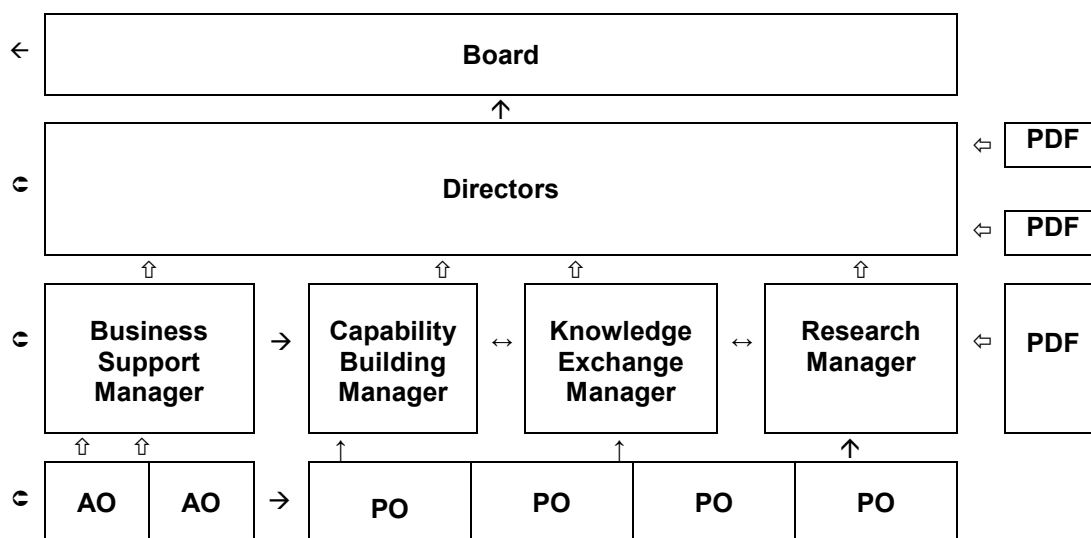 Board
PDF
Directors
PDF
Business
Support
Manager
Capability
Building
Manager
Knowledge
Exchange
Manager
Research
Manager
PDF
AO
AO
PO
PO
PO
PO